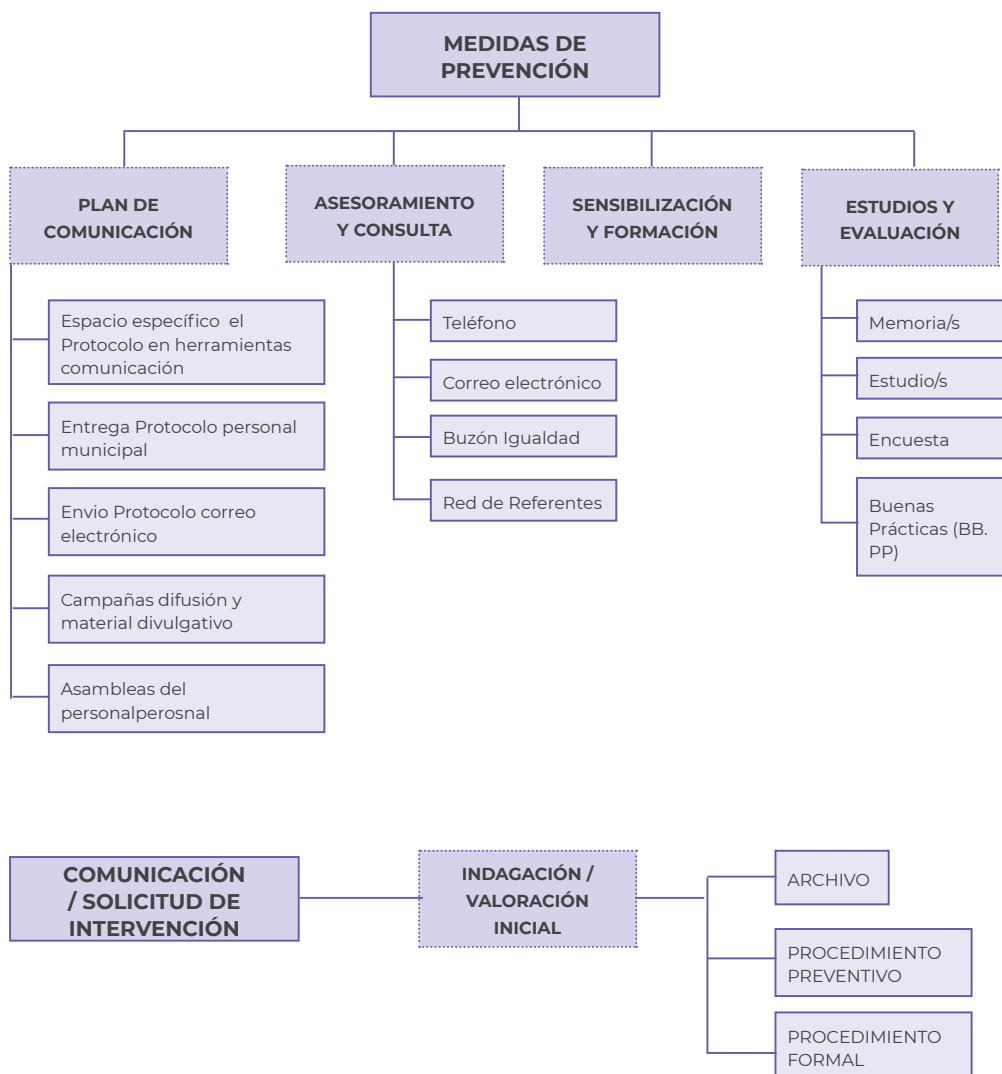 MEDIDAS DE
PREVENCIÓN
PLAN DE
COMUNICACIÓN
Espacio específico  el
Protocolo en herramientas
comunicación
Entrega Protocolo personal
municipal
Envio Protocolo correo
electrónico
Campañas difusión y
material divulgativo
Asambleas del
personalperosnal
ASESORAMIENTO
Y CONSULTA
Teléfono
Correo electrónico
Buzón Igualdad
Red de Referentes
SENSIBILIZACIÓN
Y FORMACIÓN
ESTUDIOS Y
EVALUACIÓN
Memoria/s
Estudio/s
Encuesta
Buenas
Prácticas (BB.
PP)
COMUNICACIÓN
/ SOLICITUD DE
INTERVENCIÓN
INDAGACIÓN /
VALORACIÓN
INICIAL
ARCHIVO
PROCEDIMIENTO
PREVENTIVO
PROCEDIMIENTO
FORMAL